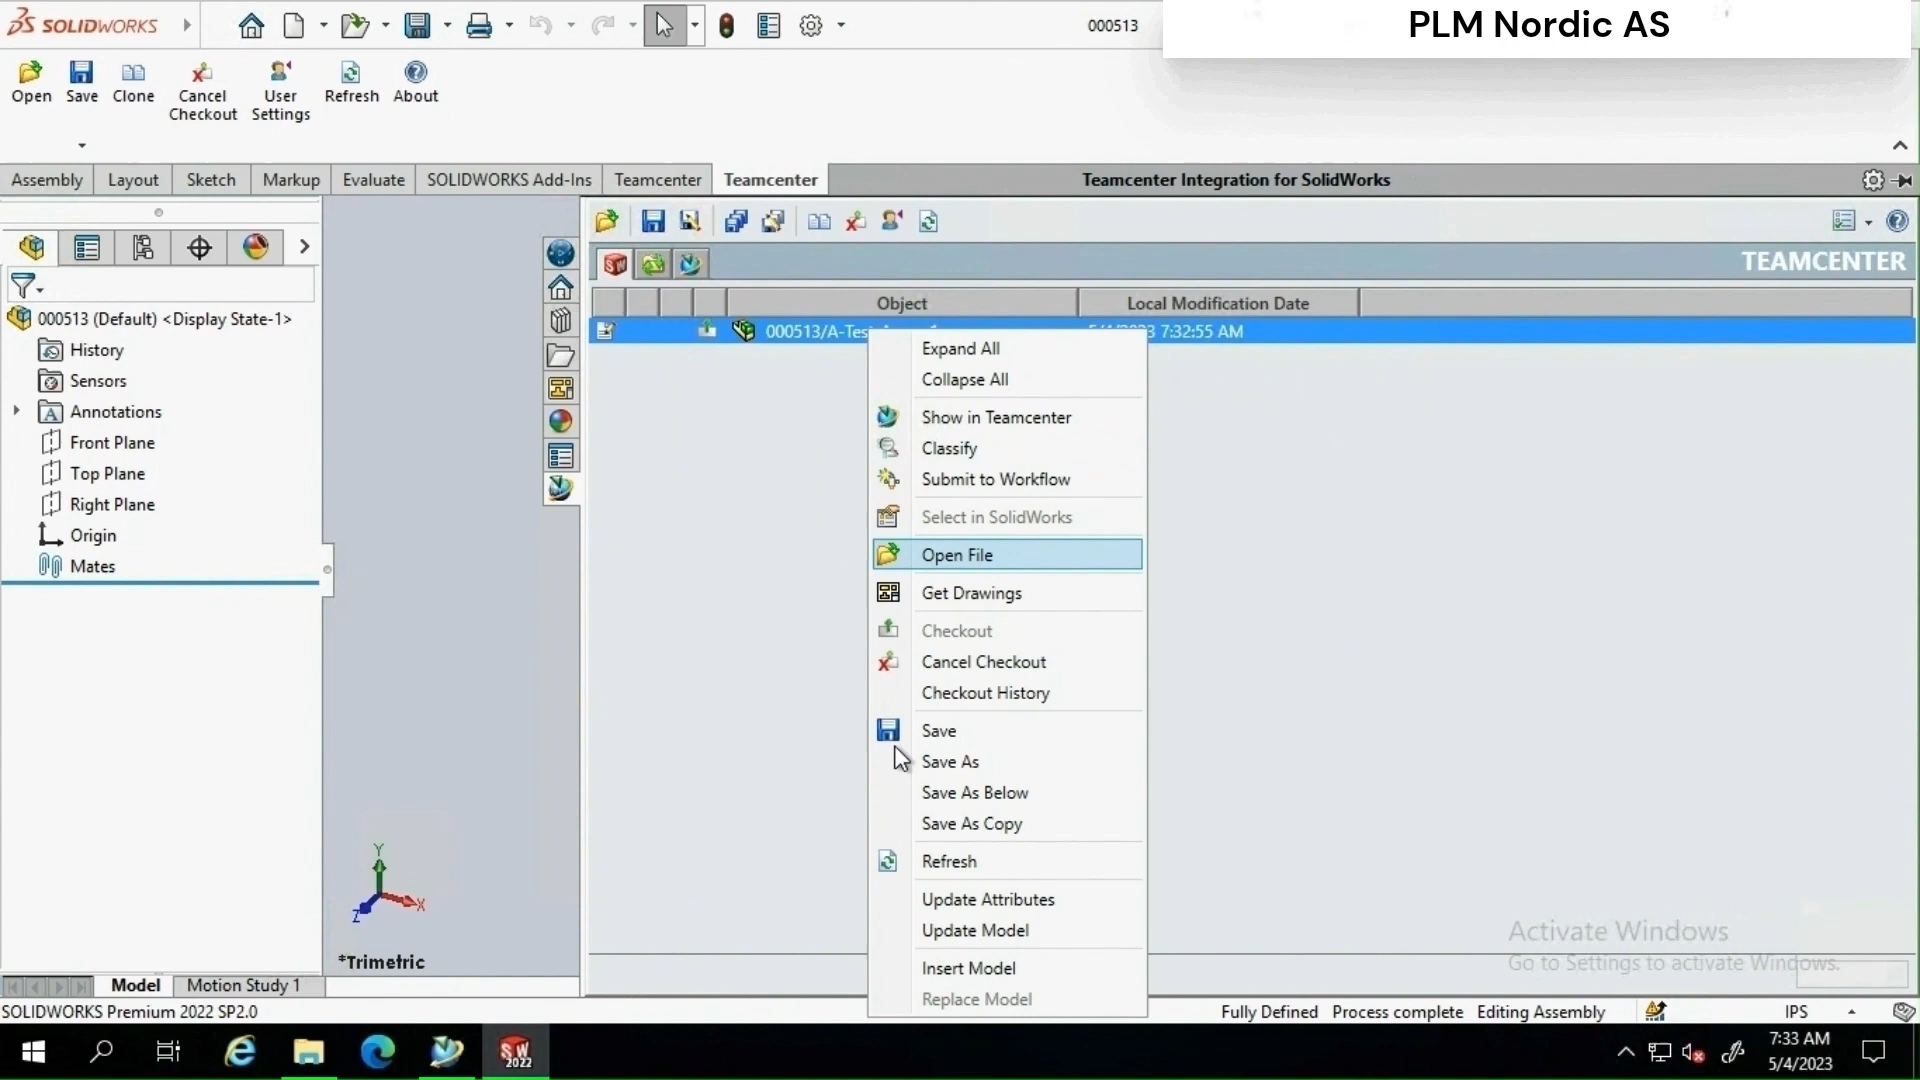 SOLIDWORKS
000513
PLM Nordic AS
Open
Save
Clone
Cancel
Checkout
User
Settings
Refresh
About
Assembly
Layout
Sketch
Markup
Evaluate
SOLIDWORKS Add-Ins
Teamcenter
Teamcenter
Teamcenter Integration for SolidWorks
TEAMCENTER
Object
Local Modification Date
000513/A-Tes
3 7:32:55 AM
000513 (Default) <Display State-1>
History
Sensors
Annotations
Front Plane
Top Plane
Right Plane
Origin
Mates
Expand All
Collapse All
Show in Teamcenter
Classify
Submit to Workflow
Select in SolidWorks
Open File
Get Drawings
Checkout
Cancel Checkout
Checkout History
Save
Save As
Save As Below
Save As Copy
Refresh
Update Attributes
Update Model
Insert Model
Replace Model
Y
X
Z
*Trimetric
Activate Windows
Go to Settings to activate Windows.
Model
Motion Study 1
SOLIDWORKS Premium 2022 SP2.0
Fully Defined
Process complete
Editing Assembly
IPS
SW
2022
7:33 AM
5/4/2023